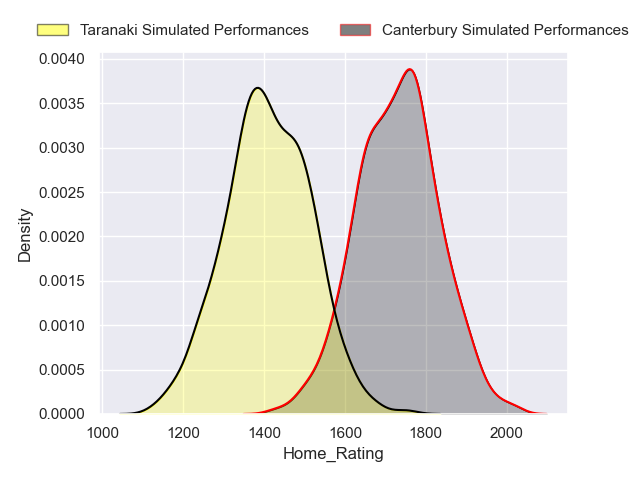 Taranaki Simulated Performances Canterbury Simulated Performances
0.0040
0.0035
0.0030
0.0025
0.0020
0.0015
0.0010
0.0005
0.0000
Density
1000 1200 1400 1600 1800 2000
Home_Rating